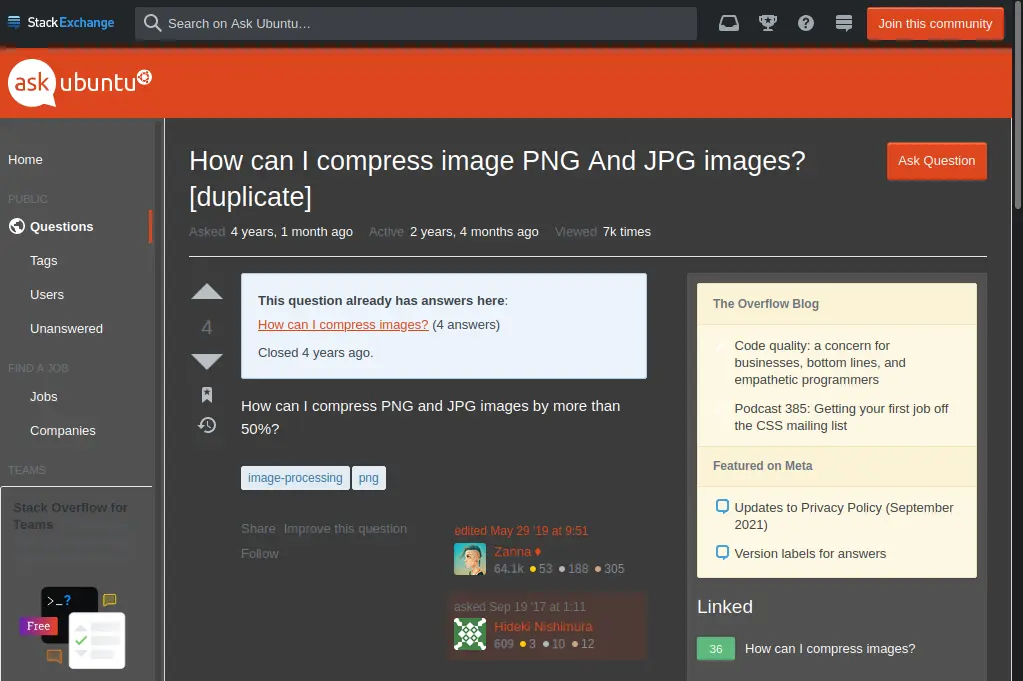 StackExchange
Search on Ask Ubuntu…
Join this community
ask ubuntu
Home
PUBLIC
Questions
Tags
Users
Unanswered
FIND A JOB
Jobs
Companies
TEAMS
Stack Overflow for
Teams
>_?
Free
How can I compress image PNG And JPG images?
[duplicate]
Ask Question
Asked 4 years, 1 month ago Active 2 years, 4 months ago Viewed 7k times
4
This question already has answers here:
How can I compress images? (4 answers)
Closed 4 years ago.
How can I compress PNG and JPG images by more than
50%?
image-processing png
Share Improve this question
Follow
edited May 29 '19 at 9:51
Zanna ♦
64.1k 53 188 305
asked Sep 19 '17 at 1:11
Hideki Nishimura
609 3 10 12
The Overflow Blog
Code quality: a concern for
businesses, bottom lines, and
empathetic programmers
Podcast 385: Getting your first job off
the CSS mailing list
Featured on Meta
Updates to Privacy Policy (September
2021)
Version labels for answers
Linked
36 How can I compress images?